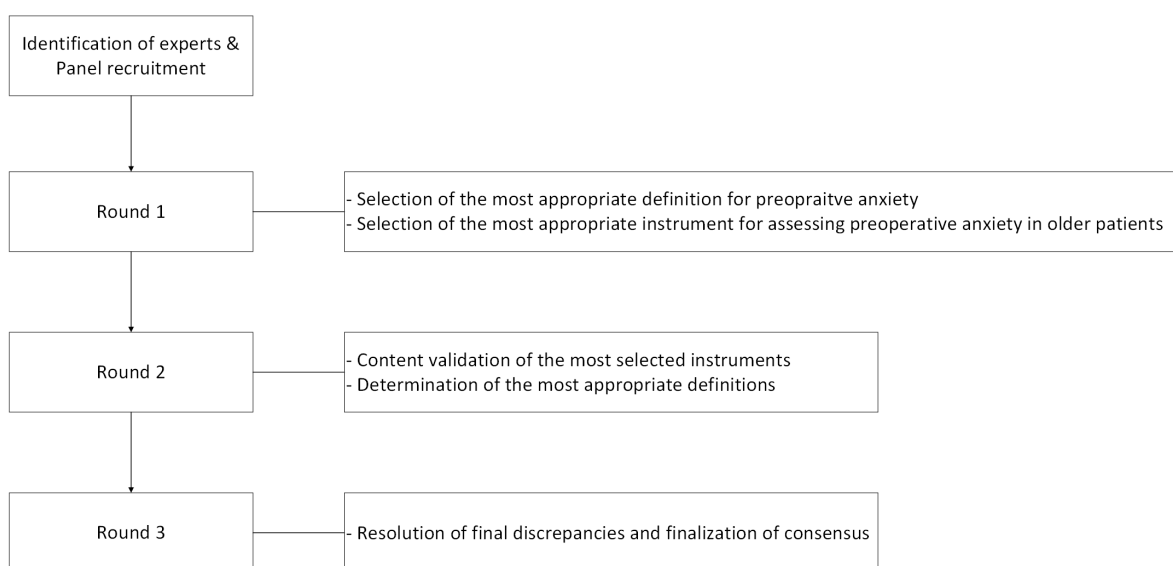 Identification of experts &
Panel recruitment
Round 1
- Selection of the most appropriate definition for preopraitve anxiety
- Selection of the most appropriate instrument for assessing preoperative anxiety in older patients
Round 2
- Content validation of the most selected instruments
- Determination of the most appropriate definitions
Round 3
- Resolution of final discrepancies and finalization of consensus